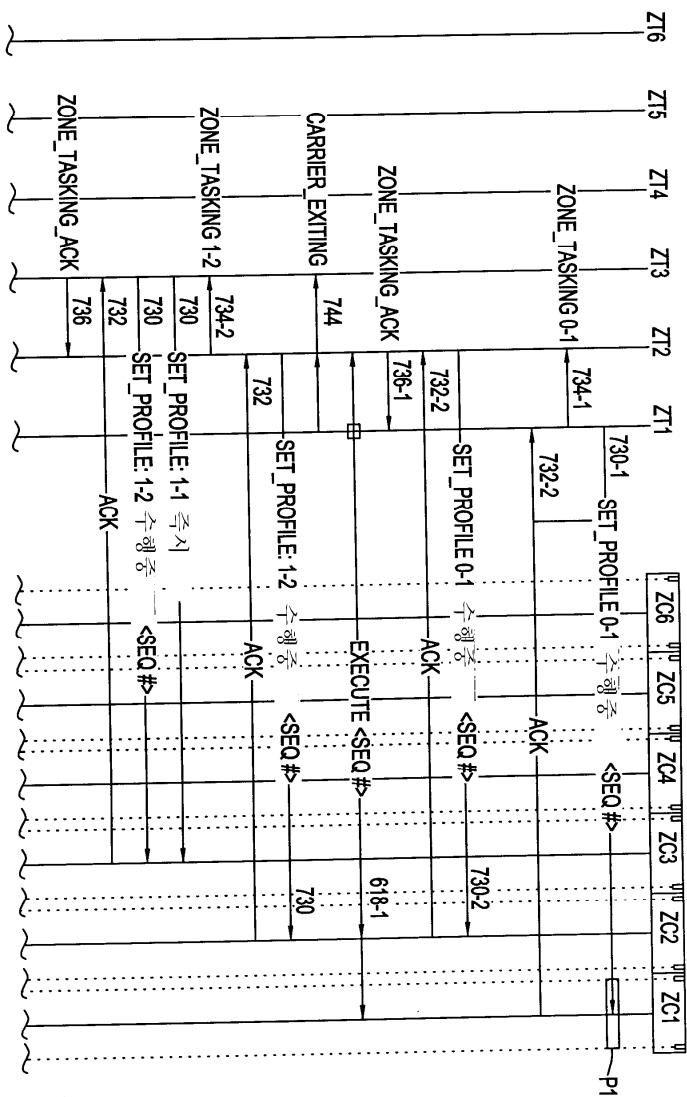 ZT6
ZT5
ZT4
ZT3
ZT2
ZT1
ZC6
ZC5
ZC4
ZC3
ZC2
ZC1
730-1
SET_PROFILE 0-1 수행중
<SEQ #>
P1
ZONE_TASKING 0-1
734-1
732-2
ACK
SET_PROFILE 0-1 수행중
<SEQ #>
730-2
732-2
ACK
ZONE_TASKING_ACK
736-1
EXECUTE <SEQ #>
618-1
CARRIER_EXITING
744
SET_PROFILE: 1-2 수행중
<SEQ #>
730
732
ACK
ZONE_TASKING 1-2
734-2
730
SET_PROFILE: 1-1 즉시
730
SET_PROFILE: 1-2 수행중
<SEQ #>
732
ACK
ZONE_TASKING_ACK
736